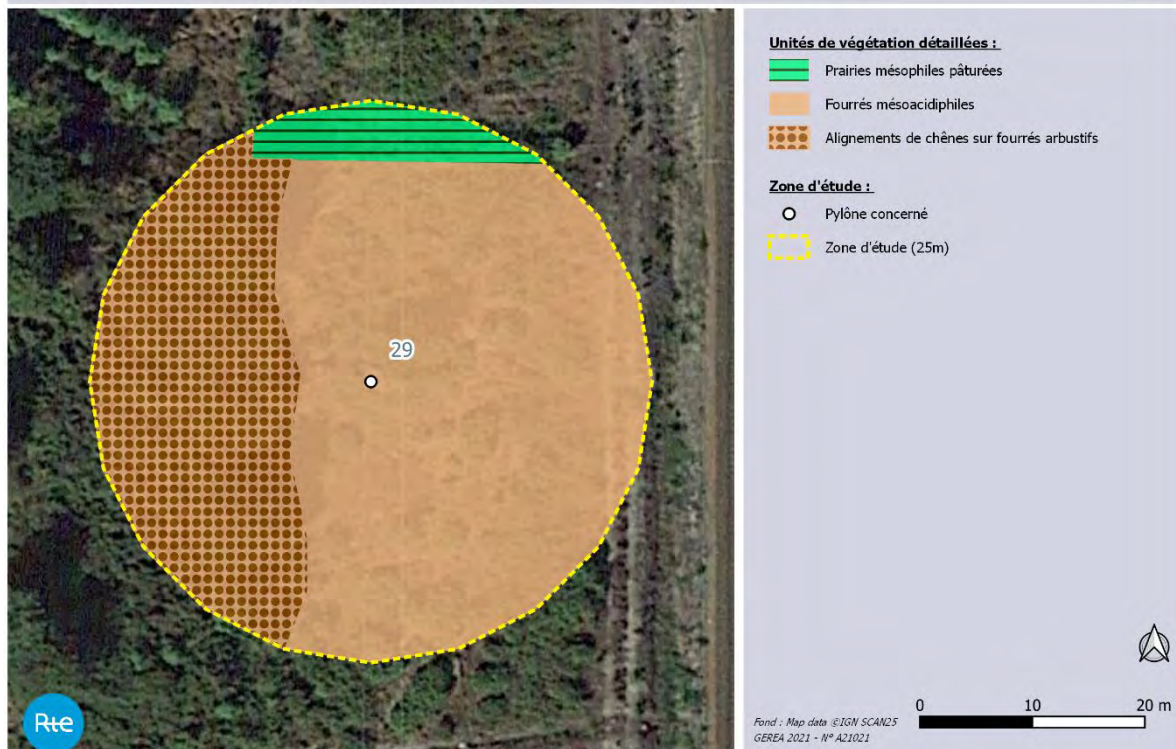 Unités de végétation détaillées :
Prairies mésophiles pâturées
Fourrés mésoacidiphiles
Alignements de chênes sur fourrés arbustifs
Zone d'étude :
Pylône concerné
Zone d'étude (25m)
29
Rte
0 10 20 m
Fond : Map data ©IGN SCAN25
GEREA 2021 - N° A21021